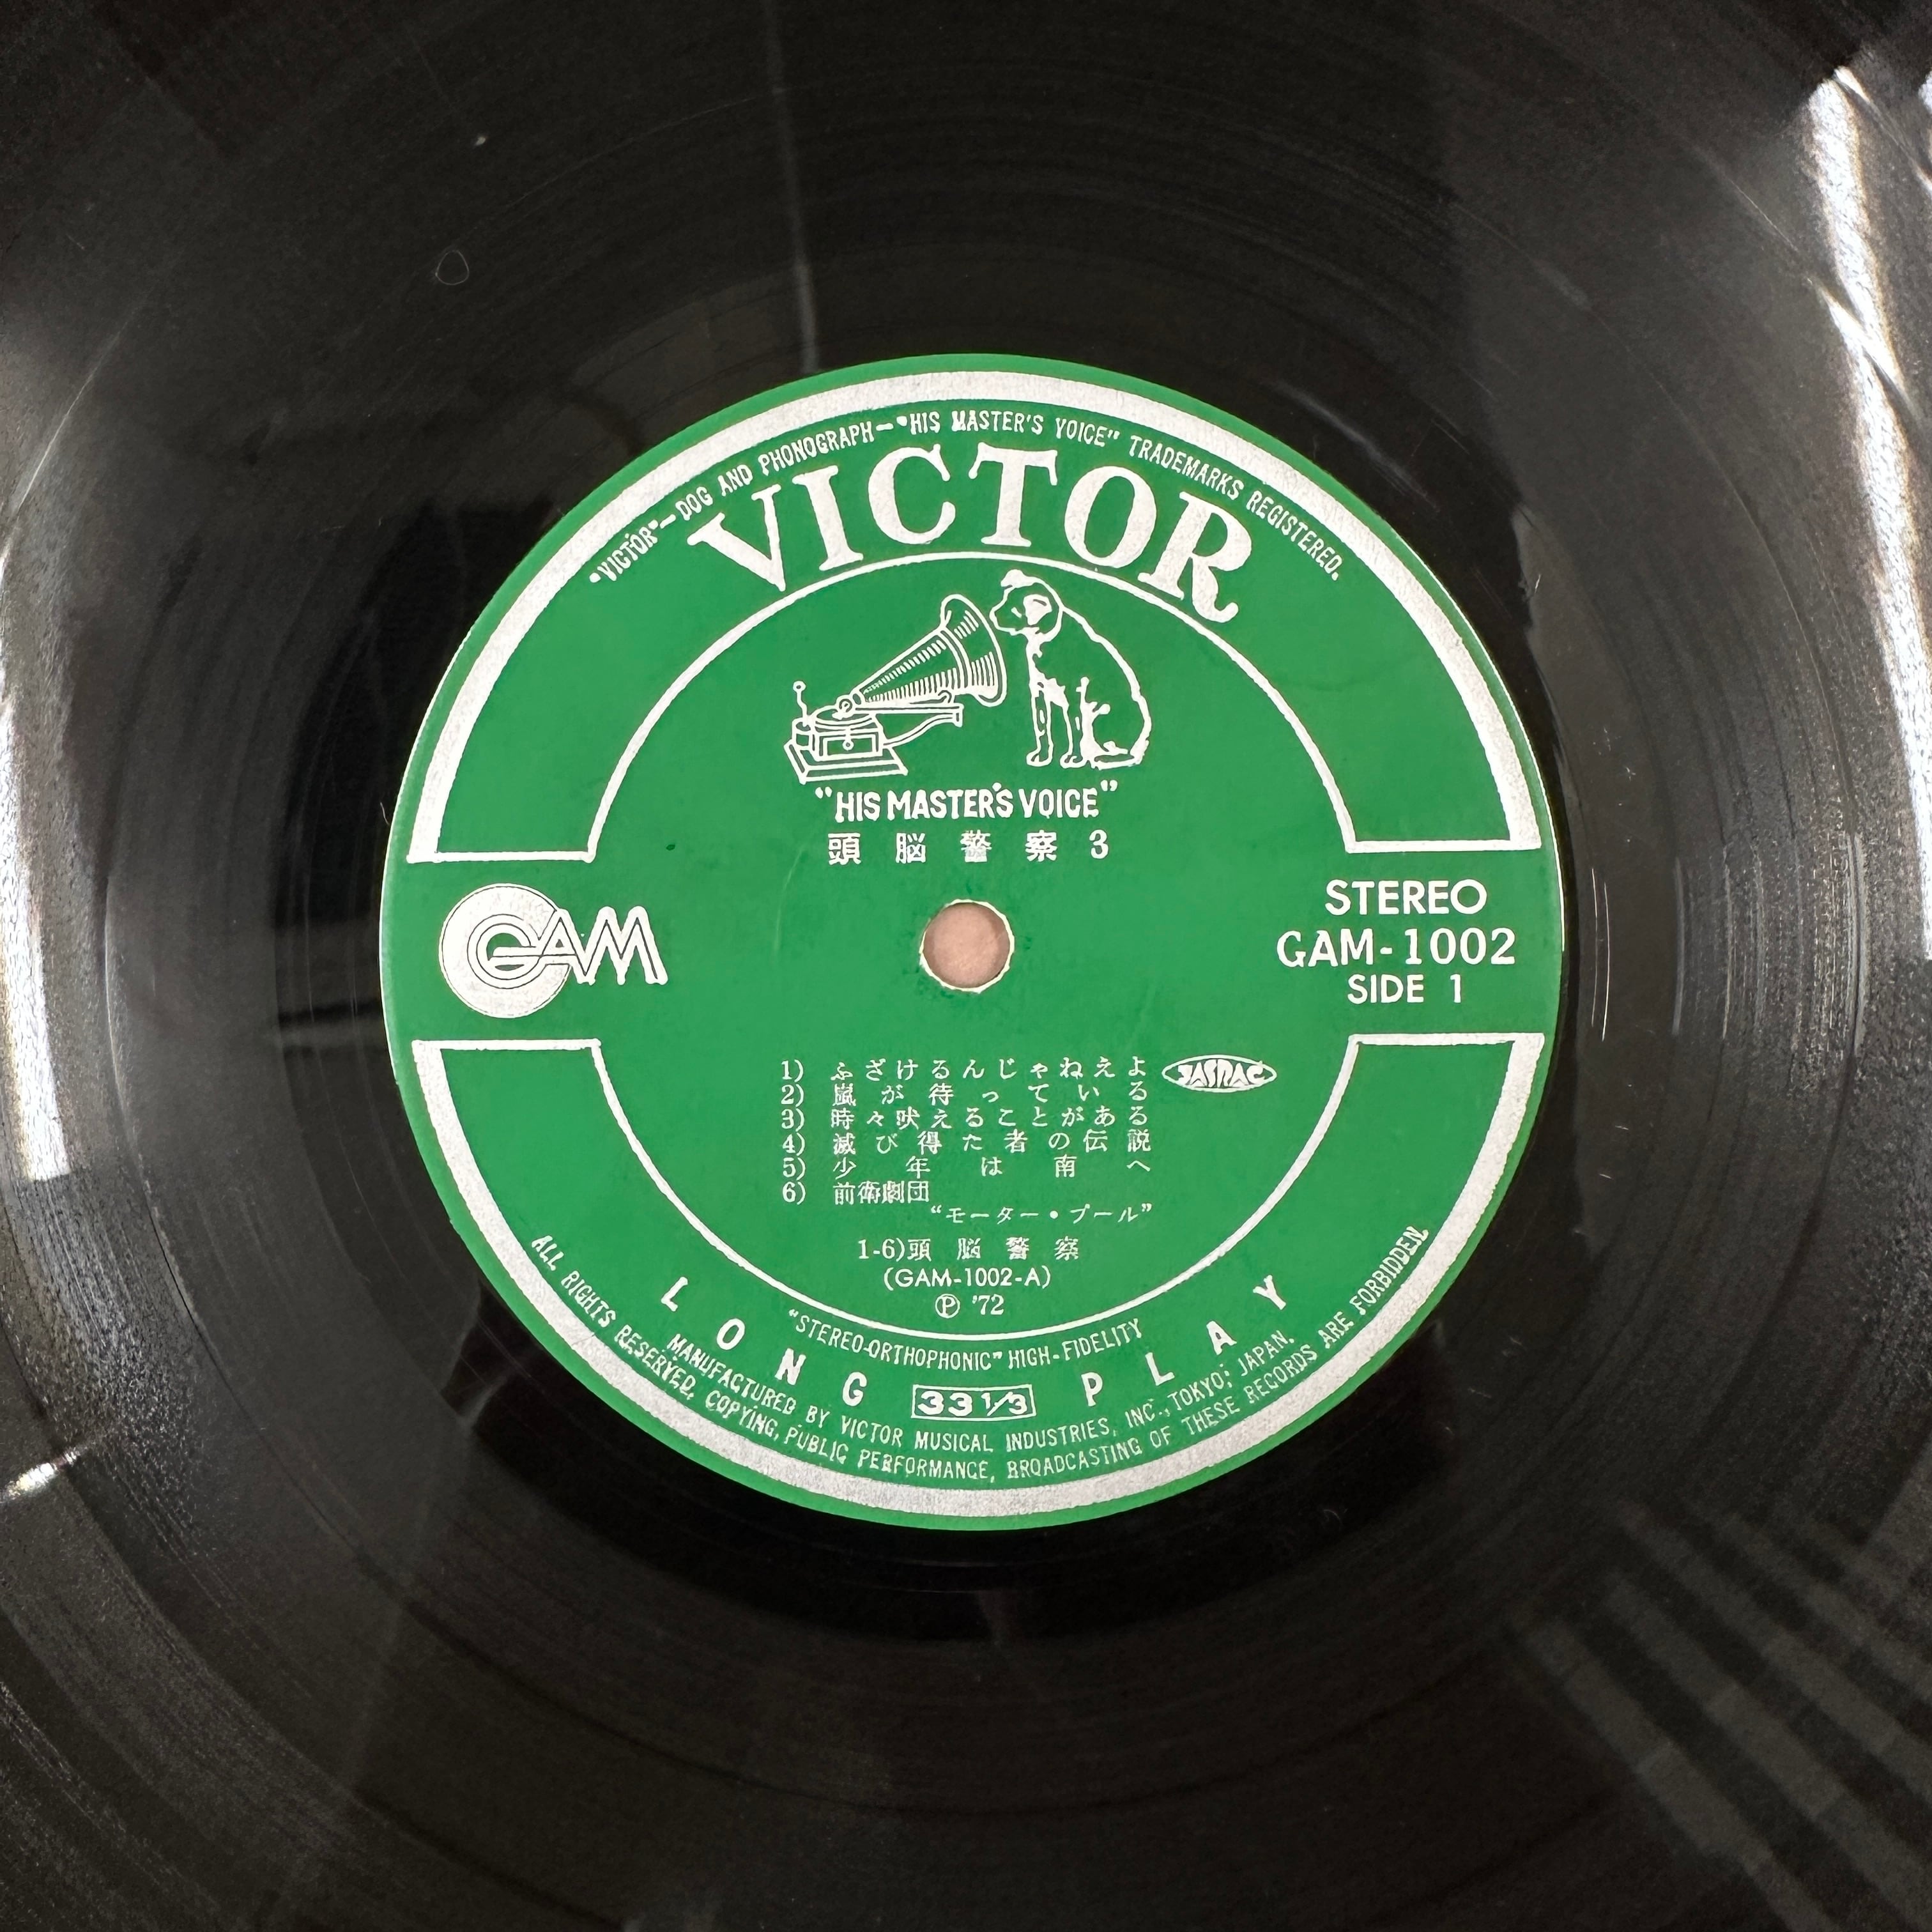 "VICTOR"—DOG AND PHONOGRAPH—"HIS MASTER'S VOICE" TRADEMARKS REGISTERED.
VICTOR
"HIS MASTER'S VOICE"
頭脳警察3
GAM
STEREO
GAM-1002
SIDE 1
1) ふざけるんじゃねえよ
JASRAC
2) 嵐が待っている
3) 時々吠えることがある
4) 滅び得た者の伝説
5) 少年は南へ
6) 前衛劇団
"モーター・プール"
1-6)頭脳警察
(GAM-1002-A)
Ⓟ '72
"STEREO-ORTHOPHONIC" HIGH-FIDELITY
LONG 33 1/3 PLAY
MANUFACTURED BY VICTOR MUSICAL INDUSTRIES, INC., TOKYO, JAPAN.
ALL RIGHTS RESERVED, COPYING, PUBLIC PERFORMANCE, BROADCASTING OF THESE RECORDS ARE FORBIDDEN.